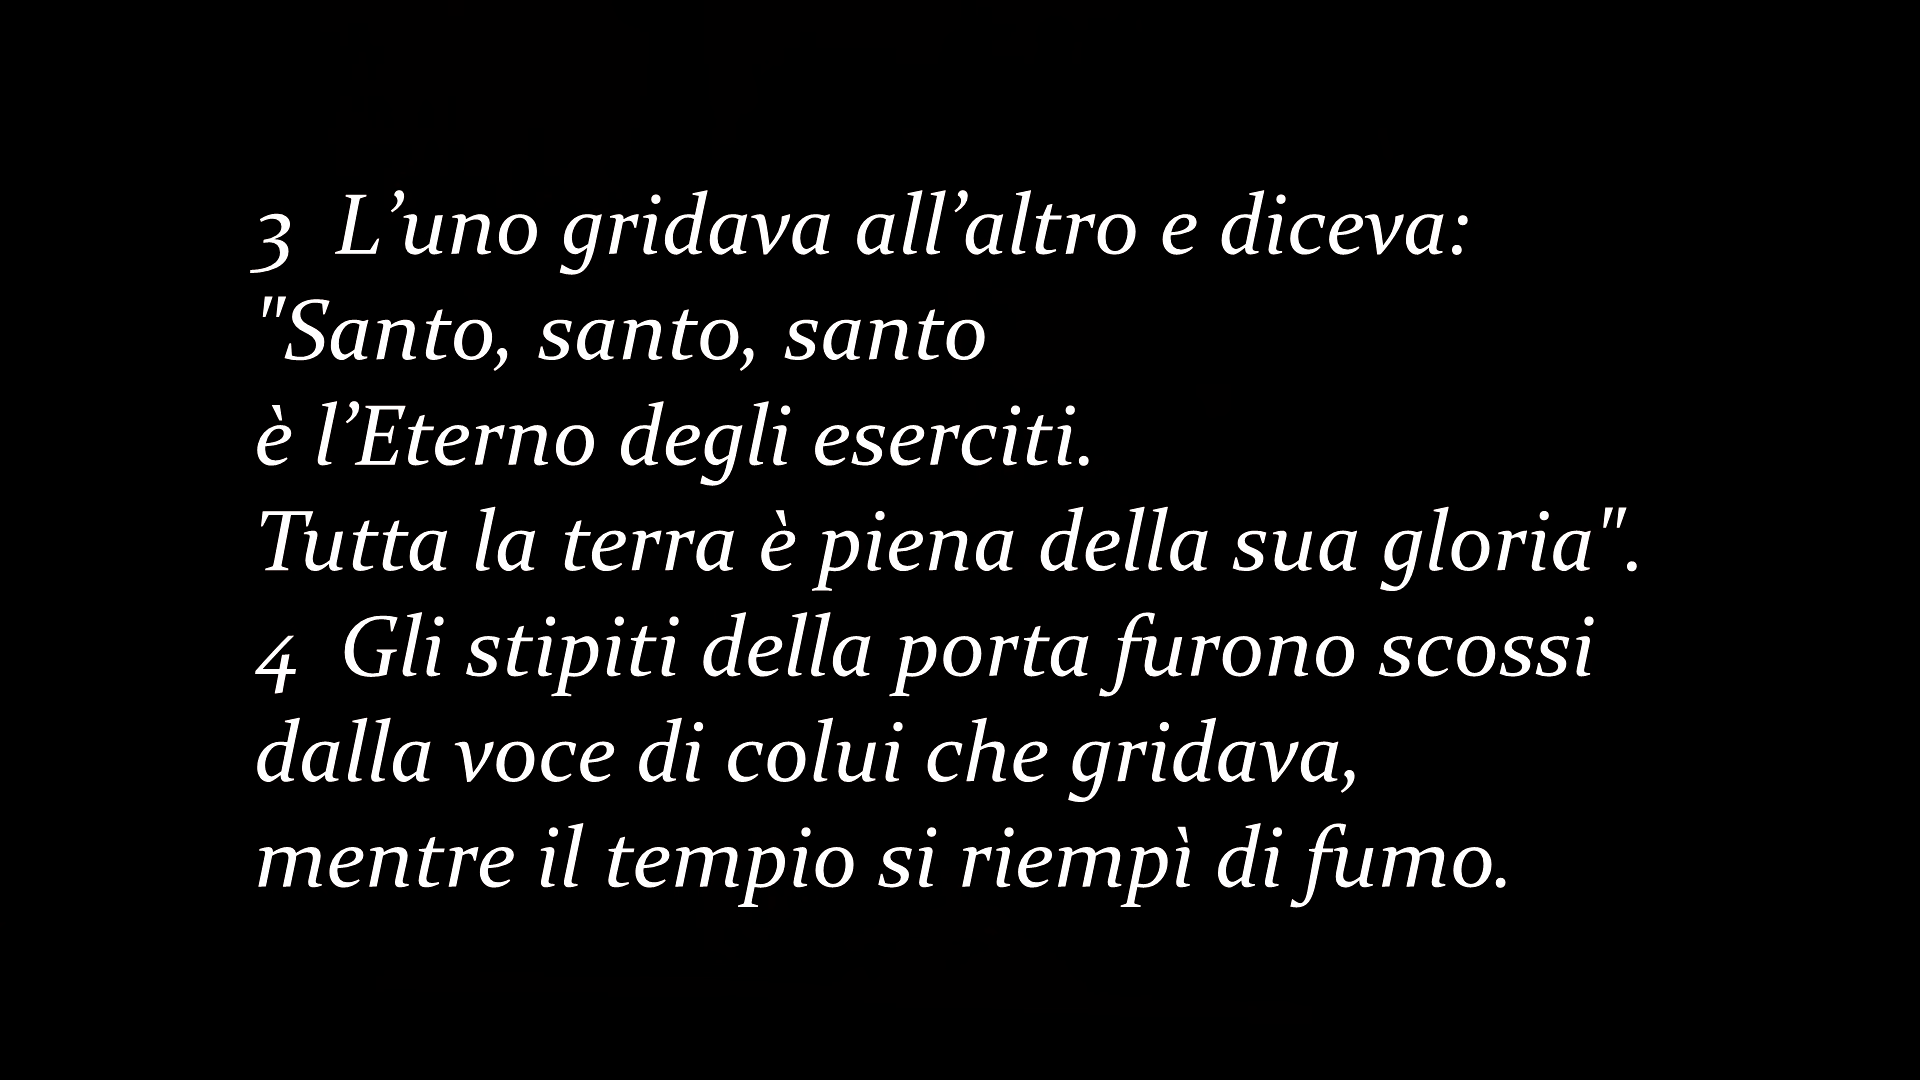 3 L’uno gridava all’altro e diceva:
"Santo, santo, santo
è l’Eterno degli eserciti.
Tutta la terra è piena della sua gloria".
4 Gli stipiti della porta furono scossi
dalla voce di colui che gridava,
mentre il tempio si riempì di fumo.